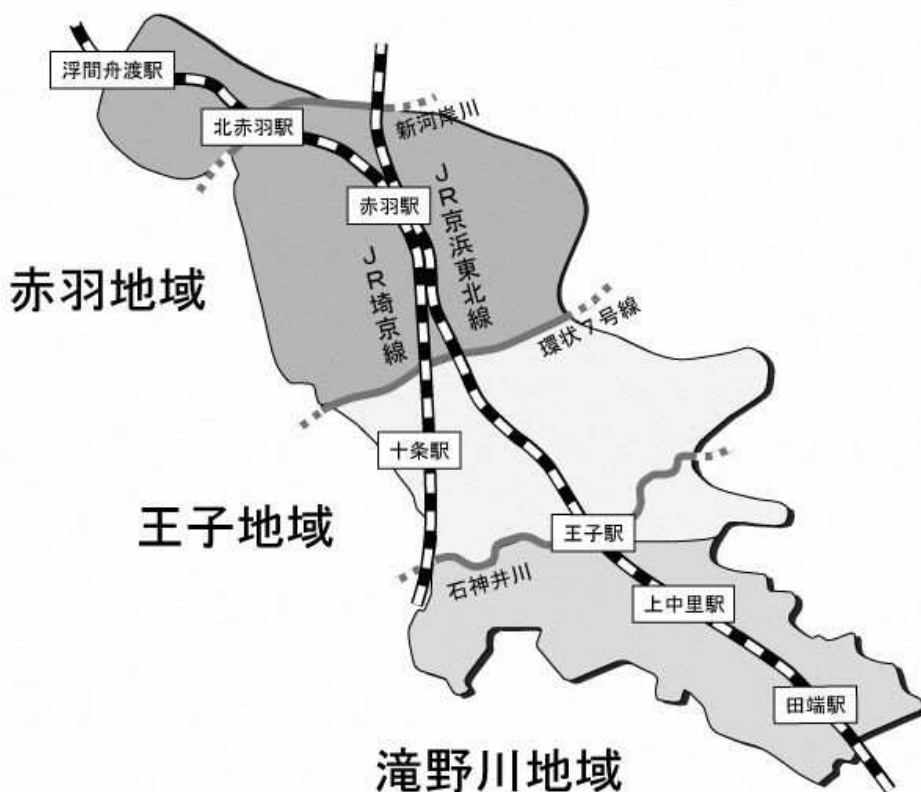 浮間舟渡駅
北赤羽駅
新河岸川
赤羽駅
JR京浜東北線
JR埼京線
赤羽地域
環状7号線
十条駅
王子地域
王子駅
石神井川
上中里駅
田端駅
滝野川地域